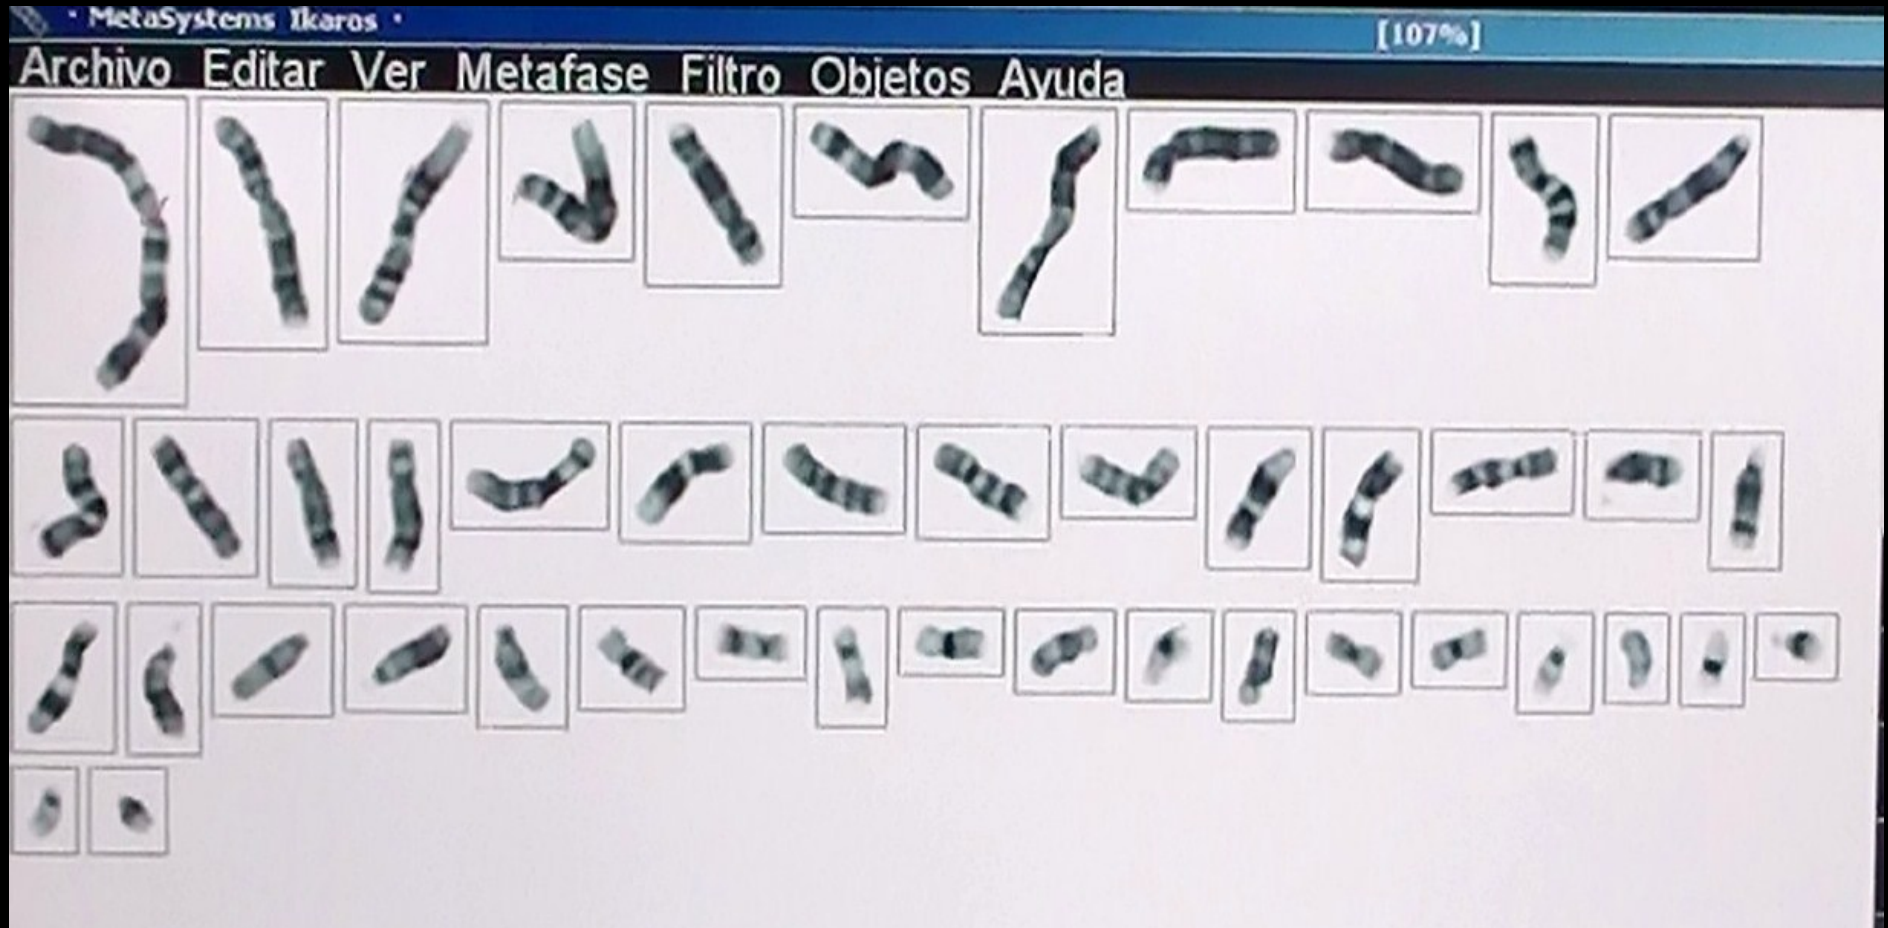 · MetaSystems Ikaros ·
[107%]
Archivo Editar Ver Metafase Filtro Objetos Ayuda